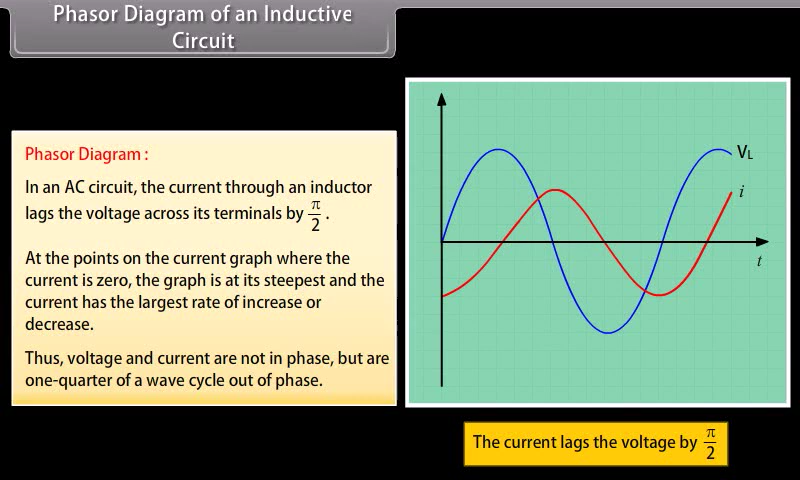 Phasor Diagram of an Inductive
Circuit
Phasor Diagram :
In an AC circuit, the current through an inductor
lags the voltage across its terminals by π/2 .
At the points on the current graph where the
current is zero, the graph is at its steepest and the
current has the largest rate of increase or
decrease.
Thus, voltage and current are not in phase, but are
one-quarter of a wave cycle out of phase.
VL
i
t
The current lags the voltage by π/2